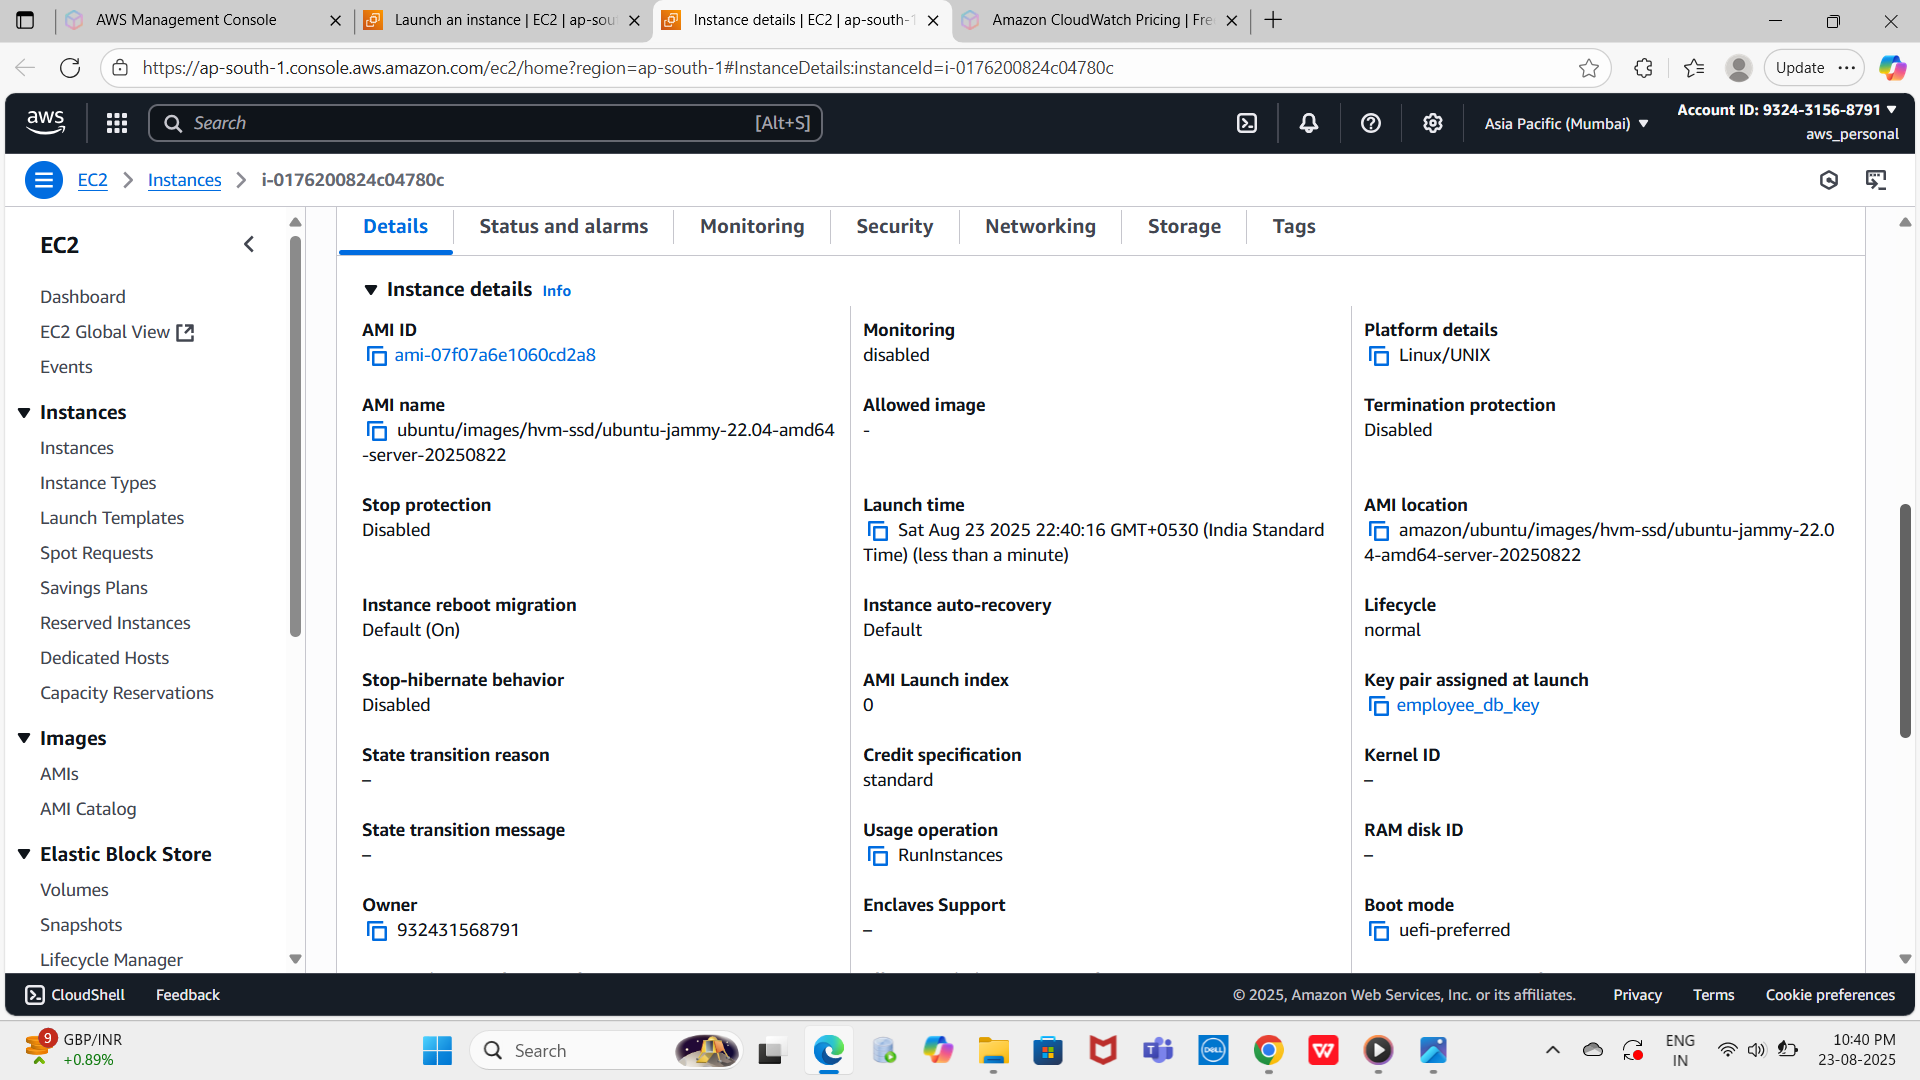 AWS Management Console
Launch an instance | EC2 | ap-sou
Instance details | EC2 | ap-south-1
Amazon CloudWatch Pricing | Fre
https://ap-south-1.console.aws.amazon.com/ec2/home?region=ap-south-1#InstanceDetails:instanceId=i-0176200824c04780c
Update
aws
Search
[Alt+S]
Asia Pacific (Mumbai)
Account ID: 9324-3156-8791
aws_personal
EC2
Instances
i-0176200824c04780c
EC2
Dashboard
EC2 Global View
Events
Instances
Instances
Instance Types
Launch Templates
Spot Requests
Savings Plans
Reserved Instances
Dedicated Hosts
Capacity Reservations
Images
AMIs
AMI Catalog
Elastic Block Store
Volumes
Snapshots
Lifecycle Manager
Details
Status and alarms
Monitoring
Security
Networking
Storage
Tags
Instance details Info
AMI ID
ami-07f07a6e1060cd2a8
Monitoring
disabled
Platform details
Linux/UNIX
AMI name
ubuntu/images/hvm-ssd/ubuntu-jammy-22.04-amd64
-server-20250822
Allowed image
-
Termination protection
Disabled
Stop protection
Disabled
Launch time
Sat Aug 23 2025 22:40:16 GMT+0530 (India Standard
Time) (less than a minute)
AMI location
amazon/ubuntu/images/hvm-ssd/ubuntu-jammy-22.0
4-amd64-server-20250822
Instance reboot migration
Default (On)
Instance auto-recovery
Default
Lifecycle
normal
Stop-hibernate behavior
Disabled
AMI Launch index
0
Key pair assigned at launch
employee_db_key
State transition reason
–
Credit specification
standard
Kernel ID
–
State transition message
–
Usage operation
RunInstances
RAM disk ID
–
Owner
932431568791
Enclaves Support
–
Boot mode
uefi-preferred
CloudShell
Feedback
© 2025, Amazon Web Services, Inc. or its affiliates.
Privacy
Terms
Cookie preferences
9
GBP/INR
+0.89%
Search
DELL
W
ENG
IN
10:40 PM
23-08-2025